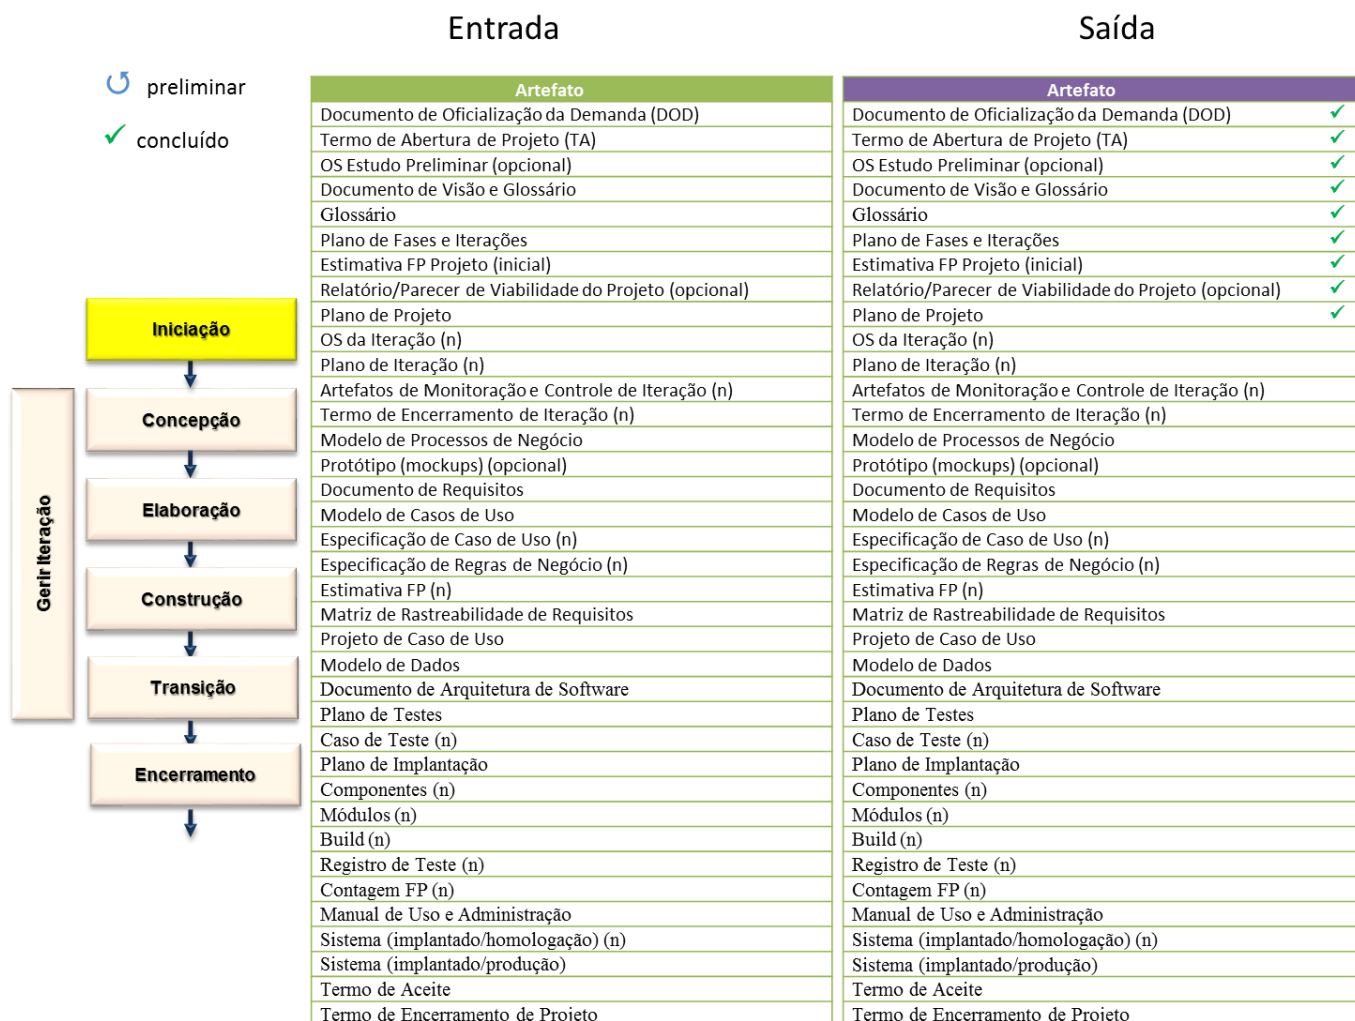 Entrada
Saída
preliminar
concluído
Iniciação
Concepção
Elaboração
Construção
Transição
Encerramento
Gerir Iteração
Artefato
Documento de Oficialização da Demanda (DOD)
Termo de Abertura de Projeto (TA)
OS Estudo Preliminar (opcional)
Documento de Visão e Glossário
Glossário
Plano de Fases e Iterações
Estimativa FP Projeto (inicial)
Relatório/Parecer de Viabilidade do Projeto (opcional)
Plano de Projeto
OS da Iteração (n)
Plano de Iteração (n)
Artefatos de Monitoração e Controle de Iteração (n)
Termo de Encerramento de Iteração (n)
Modelo de Processos de Negócio
Protótipo (mockups) (opcional)
Documento de Requisitos
Modelo de Casos de Uso
Especificação de Caso de Uso (n)
Especificação de Regras de Negócio (n)
Estimativa FP (n)
Matriz de Rastreabilidade de Requisitos
Projeto de Caso de Uso
Modelo de Dados
Documento de Arquitetura de Software
Plano de Testes
Caso de Teste (n)
Plano de Implantação
Componentes (n)
Módulos (n)
Build (n)
Registro de Teste (n)
Contagem FP (n)
Manual de Uso e Administração
Sistema (implantado/homologação) (n)
Sistema (implantado/produção)
Termo de Aceite
Termo de Encerramento de Projeto
Artefato
Documento de Oficialização da Demanda (DOD) ✓
Termo de Abertura de Projeto (TA) ✓
OS Estudo Preliminar (opcional) ✓
Documento de Visão e Glossário ✓
Glossário ✓
Plano de Fases e Iterações ✓
Estimativa FP Projeto (inicial) ✓
Relatório/Parecer de Viabilidade do Projeto (opcional) ✓
Plano de Projeto ✓
OS da Iteração (n)
Plano de Iteração (n)
Artefatos de Monitoração e Controle de Iteração (n)
Termo de Encerramento de Iteração (n)
Modelo de Processos de Negócio
Protótipo (mockups) (opcional)
Documento de Requisitos
Modelo de Casos de Uso
Especificação de Caso de Uso (n)
Especificação de Regras de Negócio (n)
Estimativa FP (n)
Matriz de Rastreabilidade de Requisitos
Projeto de Caso de Uso
Modelo de Dados
Documento de Arquitetura de Software
Plano de Testes
Caso de Teste (n)
Plano de Implantação
Componentes (n)
Módulos (n)
Build (n)
Registro de Teste (n)
Contagem FP (n)
Manual de Uso e Administração
Sistema (implantado/homologação) (n)
Sistema (implantado/produção)
Termo de Aceite
Termo de Encerramento de Projeto